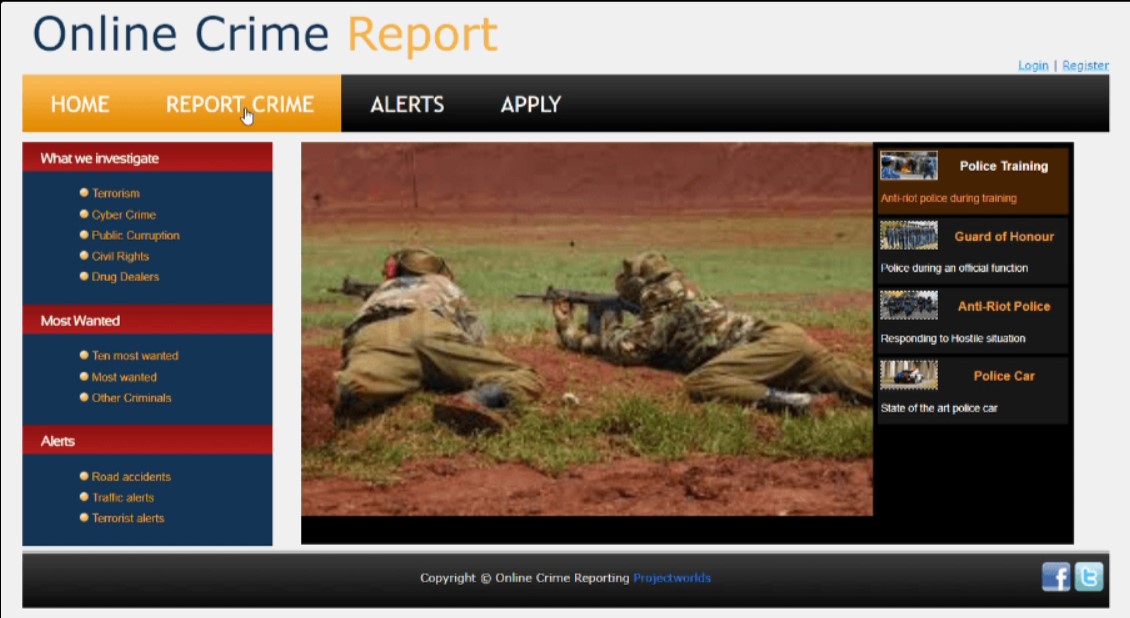 Online Crime Report
Login | Register
HOME REPORT CRIME ALERTS APPLY
What we investigate
Terrorism
Cyber Crime
Public Curruption
Civil Rights
Drug Dealers
Most Wanted
Ten most wanted
Most wanted
Other Criminals
Alerts
Road accidents
Traffic alerts
Terrorist alerts
Police Training
Anti-riot police during training
Guard of Honour
Police during an official function
Anti-Riot Police
Responding to Hostile situation
Police Car
State of the art police car
Copyright © Online Crime Reporting Projectworlds